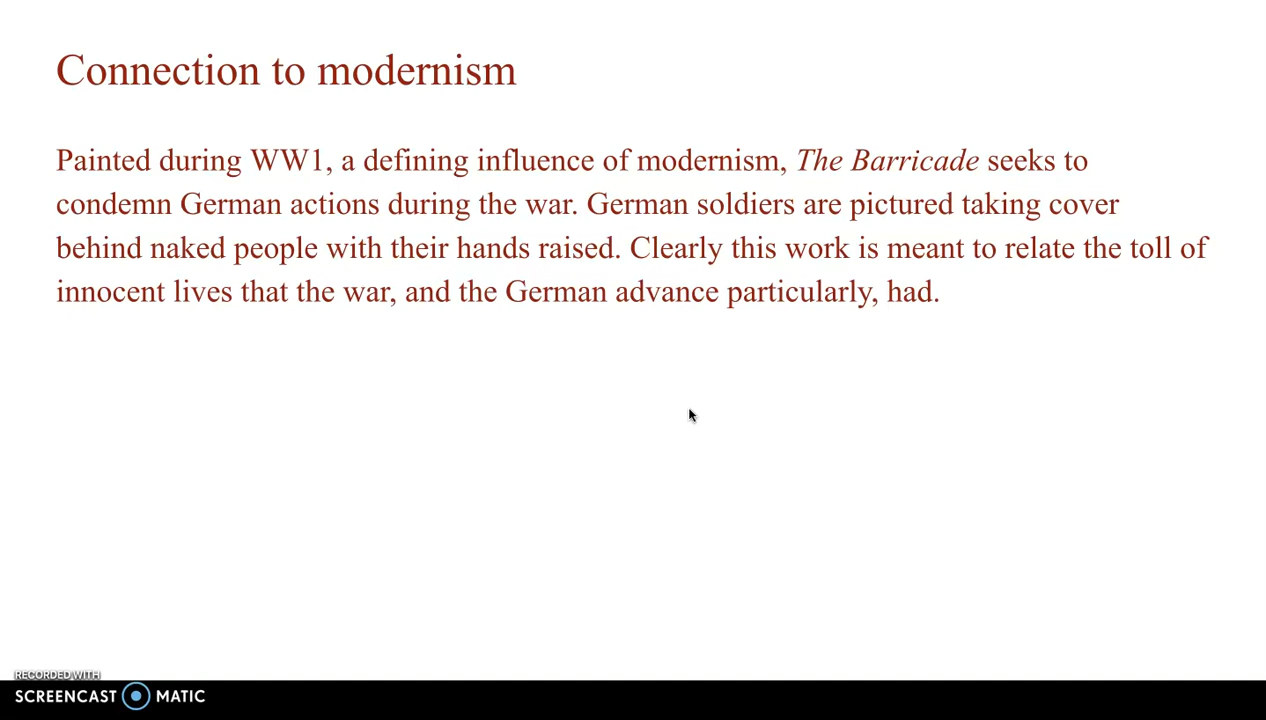 Connection to modernism
Painted during WW1, a defining influence of modernism, The Barricade seeks to
condemn German actions during the war. German soldiers are pictured taking cover
behind naked people with their hands raised. Clearly this work is meant to relate the toll of
innocent lives that the war, and the German advance particularly, had.
RECORDED WITH
SCREENCAST MATIC